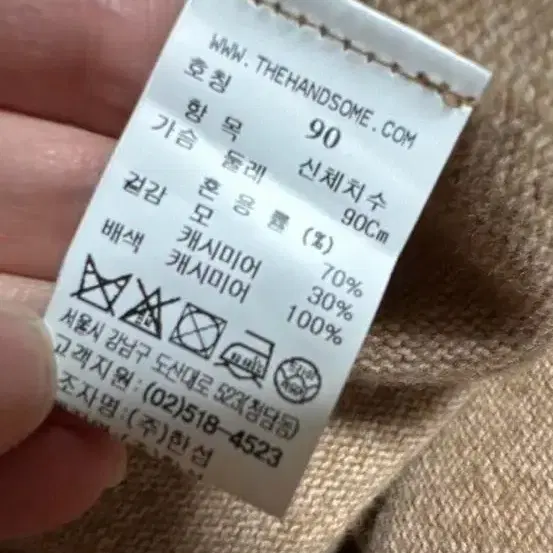 WWW.THEHANDSOME.COM
호칭 90
항목 신체치수
가슴 둘레 90Cm
혼용률 (%)
겉감 모 70%
캐시미어 30%
배색 캐시미어 100%
서울시 강남구 도산대로 523(청담동)
고객지원 : (02)518-4523
조자명 : (주)한섬